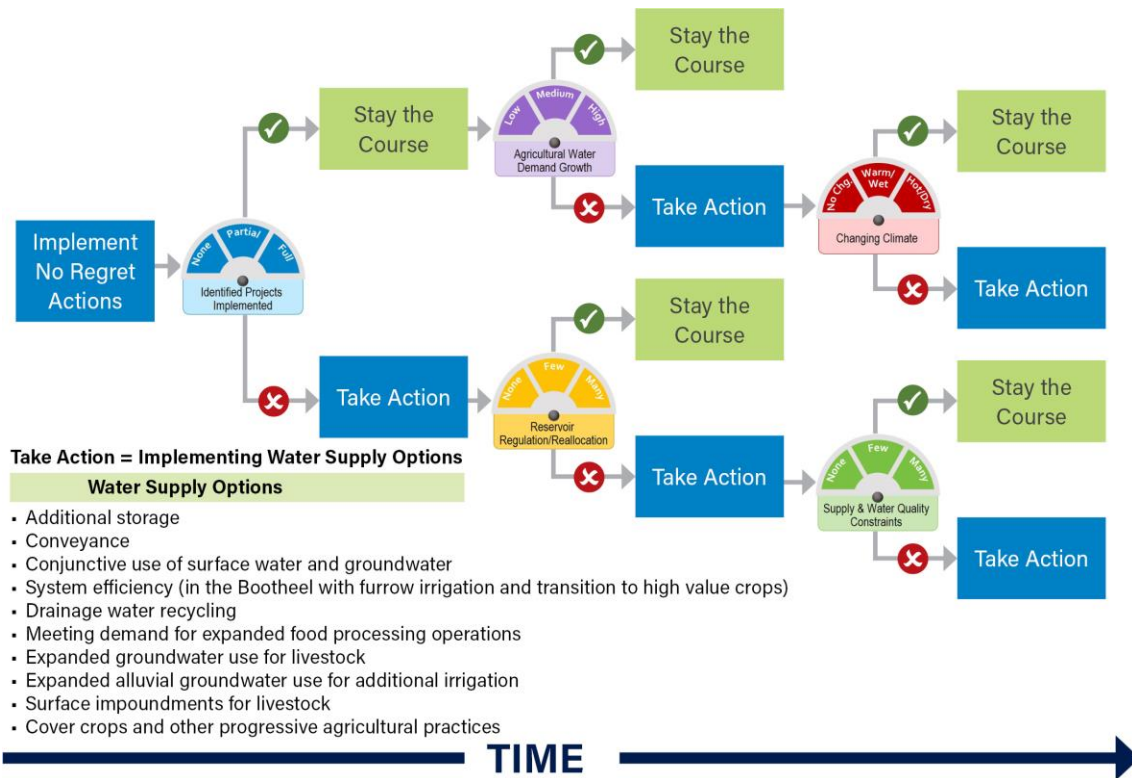 Implement
No Regret
Actions
None
Partial
Full
Identified Projects
Implemented
Stay the
Course
Low
Medium
High
Agricultural Water
Demand Growth
Stay the
Course
Take Action
No Chg.
Warm/
Wet
Hot/Dry
Changing Climate
Stay the
Course
Take Action
Take Action
None
Few
Many
Reservoir
Regulation/Reallocation
Stay the
Course
Take Action
None
Few
Many
Supply & Water Quality
Constraints
Stay the
Course
Take Action
Take Action = Implementing Water Supply Options
Water Supply Options
▪ Additional storage
▪ Conveyance
▪ Conjunctive use of surface water and groundwater
▪ System efficiency (in the Bootheel with furrow irrigation and transition to high value crops)
▪ Drainage water recycling
▪ Meeting demand for expanded food processing operations
▪ Expanded groundwater use for livestock
▪ Expanded alluvial groundwater use for additional irrigation
▪ Surface impoundments for livestock
▪ Cover crops and other progressive agricultural practices
TIME